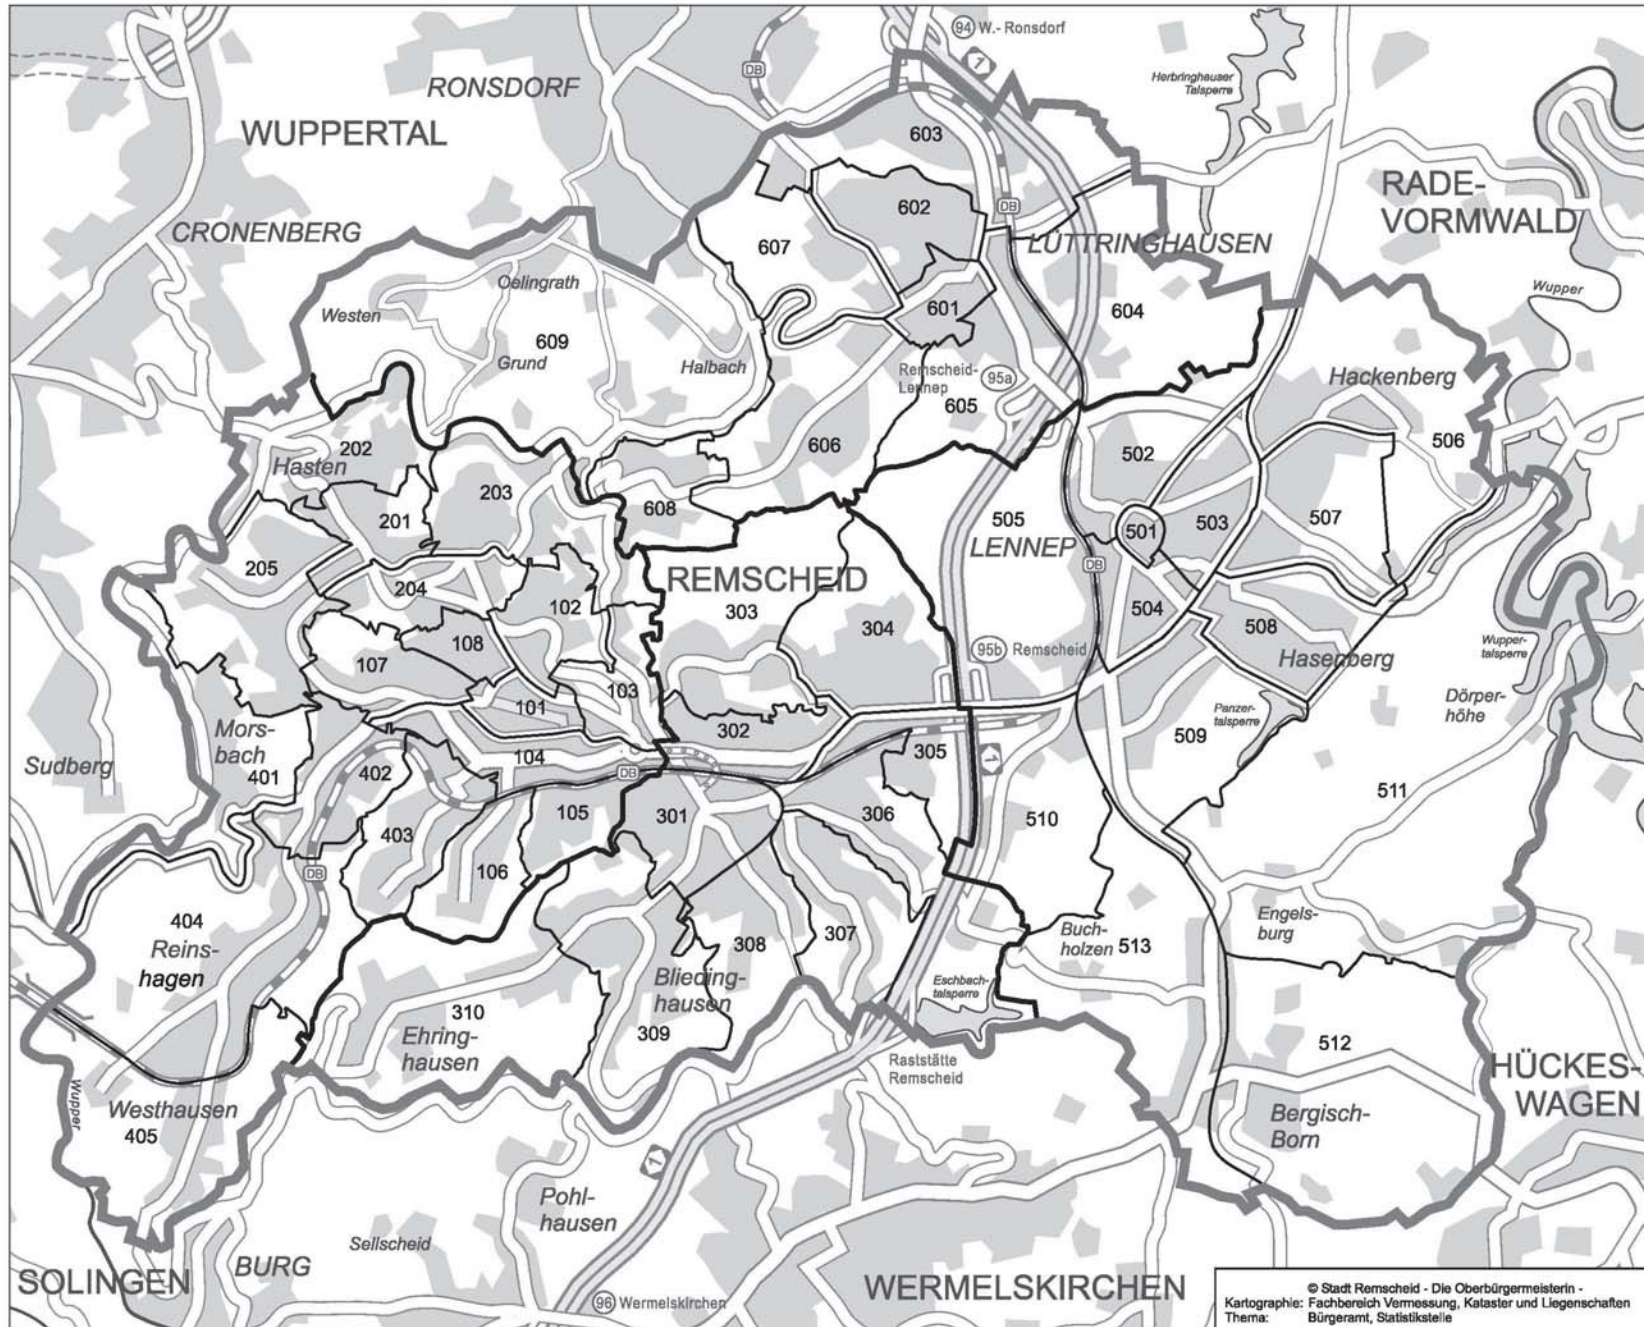 94 W.- Ronsdorf
1
DB
Herbringhauser
Talsperre
RONSDORF
WUPPERTAL
603
RADE-
VORMWALD
602
DB
CRONENBERG
607
LÜTTRINGHAUSEN
Oelingrath
Wupper
Westen
601
604
609
Grund
Halbach
Remscheid-
Lennep
95a
605
Hackenberg
202
606
502
506
Hasten
203
201
608
505
LENNEP
501
503
507
205
REMSCHEID
DB
204
102
303
304
504
508
107
108
95b Remscheid
Hasenberg
Wupper-
talsperre
103
101
Panzer-
talsperre
Dörper-
höhe
Mors-
bach
302
509
Sudberg
401
402
104
305
1
DB
511
105
301
306
510
403
106
DB
404
Reins-
hagen
308
307
Buch-
holzen
513
Engels-
burg
Blieding-
hausen
Eschbach-
talsperre
310
Ehring-
hausen
309
512
Raststätte
Remscheid
HÜCKES-
WAGEN
Wupper
Westhausen
405
Bergisch-
Born
1
Pohl-
hausen
Sellscheid
BURG
SOLINGEN
WERMELSKIRCHEN
96 Wermelskirchen
© Stadt Remscheid - Die Oberbürgermeisterin -
Kartographie: Fachbereich Vermessung, Kataster und Liegenschaften
Thema: Bürgeramt, Statistikstelle